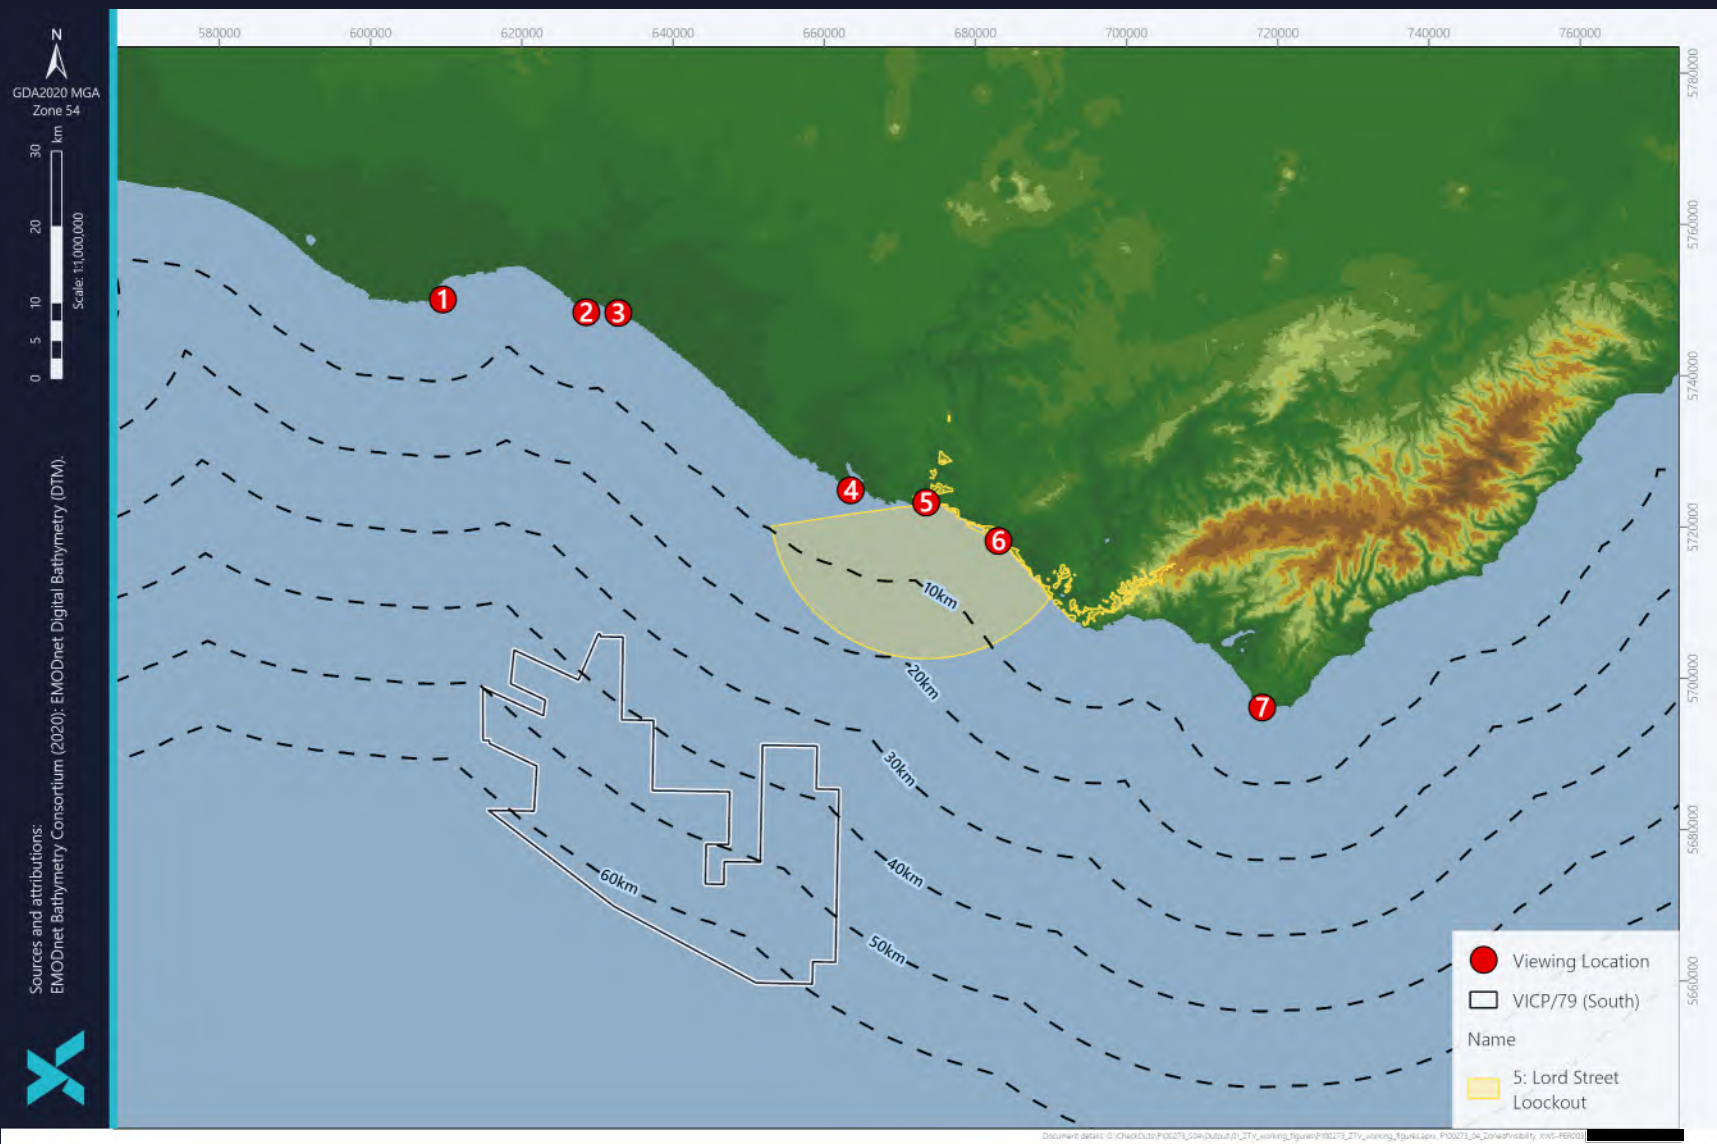 580000 600000 620000 640000 660000 680000 700000 720000 740000 760000
N
GDA2020 MGA
Zone 54
0 5 10 20 30 km
Scale: 1:1,000,000
Sources and attributions:
EMODnet Bathymetry Consortium (2020): EMODnet Digital Bathymetry (DTM).
5780000
5760000
5740000
5720000
5700000
5680000
5660000
1
2
3
4
5
6
7
10km
20km
30km
40km
50km
60km
Viewing Location
VICP/79 (South)
Name
5: Lord Street
Loockout